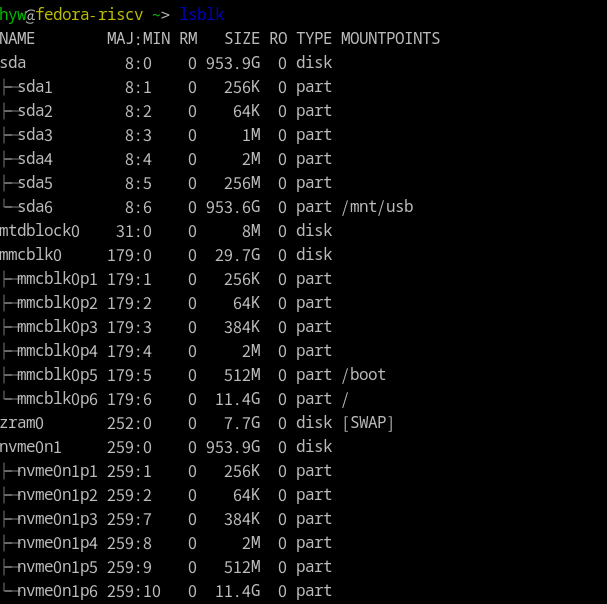 hyw@fedora-riscv ~> lsblk
NAME        MAJ:MIN RM   SIZE RO TYPE MOUNTPOINTS
sda           8:0    0 953.9G  0 disk
├─sda1        8:1    0   256K  0 part
├─sda2        8:2    0    64K  0 part
├─sda3        8:3    0     1M  0 part
├─sda4        8:4    0     2M  0 part
├─sda5        8:5    0   256M  0 part
└─sda6        8:6    0 953.6G  0 part /mnt/usb
mtdblock0    31:0    0     8M  0 disk
mmcblk0     179:0    0  29.7G  0 disk
├─mmcblk0p1 179:1    0   256K  0 part
├─mmcblk0p2 179:2    0    64K  0 part
├─mmcblk0p3 179:3    0   384K  0 part
├─mmcblk0p4 179:4    0     2M  0 part
├─mmcblk0p5 179:5    0   512M  0 part /boot
└─mmcblk0p6 179:6    0  11.4G  0 part /
zram0       252:0    0   7.7G  0 disk [SWAP]
nvme0n1     259:0    0 953.9G  0 disk
├─nvme0n1p1 259:1    0   256K  0 part
├─nvme0n1p2 259:2    0    64K  0 part
├─nvme0n1p3 259:7    0   384K  0 part
├─nvme0n1p4 259:8    0     2M  0 part
├─nvme0n1p5 259:9    0   512M  0 part
└─nvme0n1p6 259:10   0  11.4G  0 part